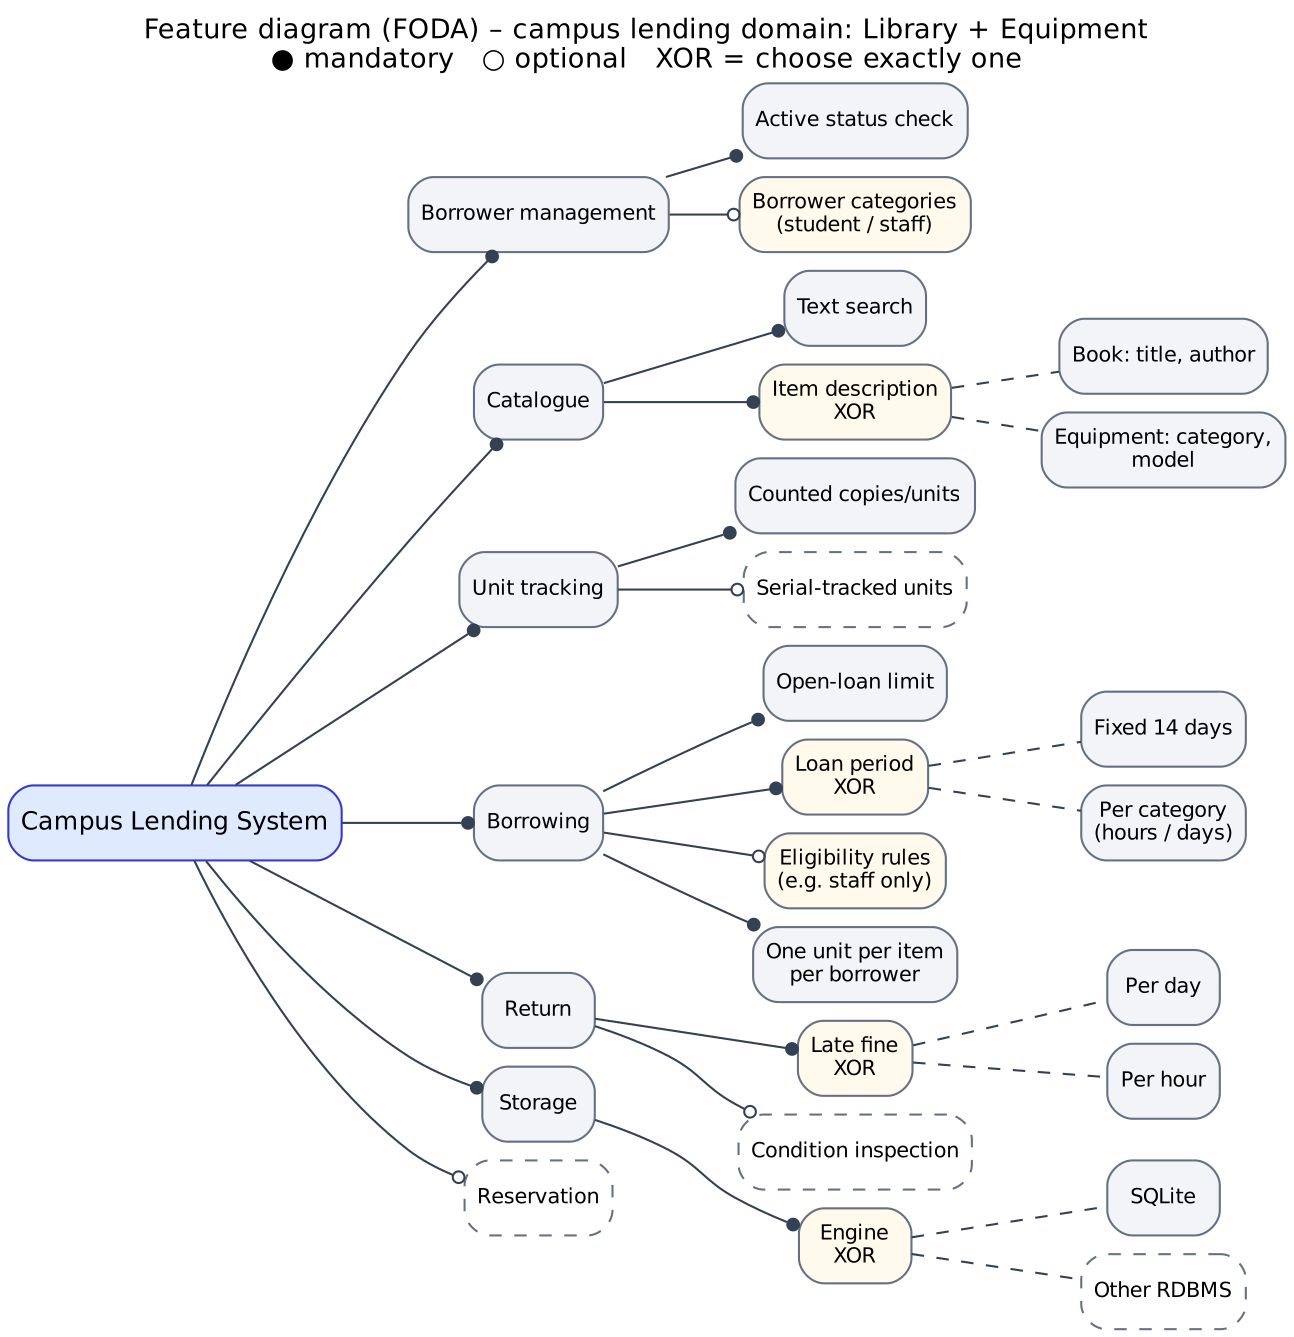 Feature diagram (FODA) – campus lending domain: Library + Equipment
● mandatory ○ optional XOR = choose exactly one
Active status check
Borrower management
Borrower categories
(student / staff)
Text search
Catalogue
Item description
XOR
Book: title, author
Equipment: category,
model
Counted copies/units
Unit tracking
Serial-tracked units
Open-loan limit
Campus Lending System
Borrowing
Loan period
XOR
Fixed 14 days
Per category
(hours / days)
Eligibility rules
(e.g. staff only)
One unit per item
per borrower
Return
Late fine
XOR
Per day
Per hour
Condition inspection
Storage
Engine
XOR
SQLite
Other RDBMS
Reservation